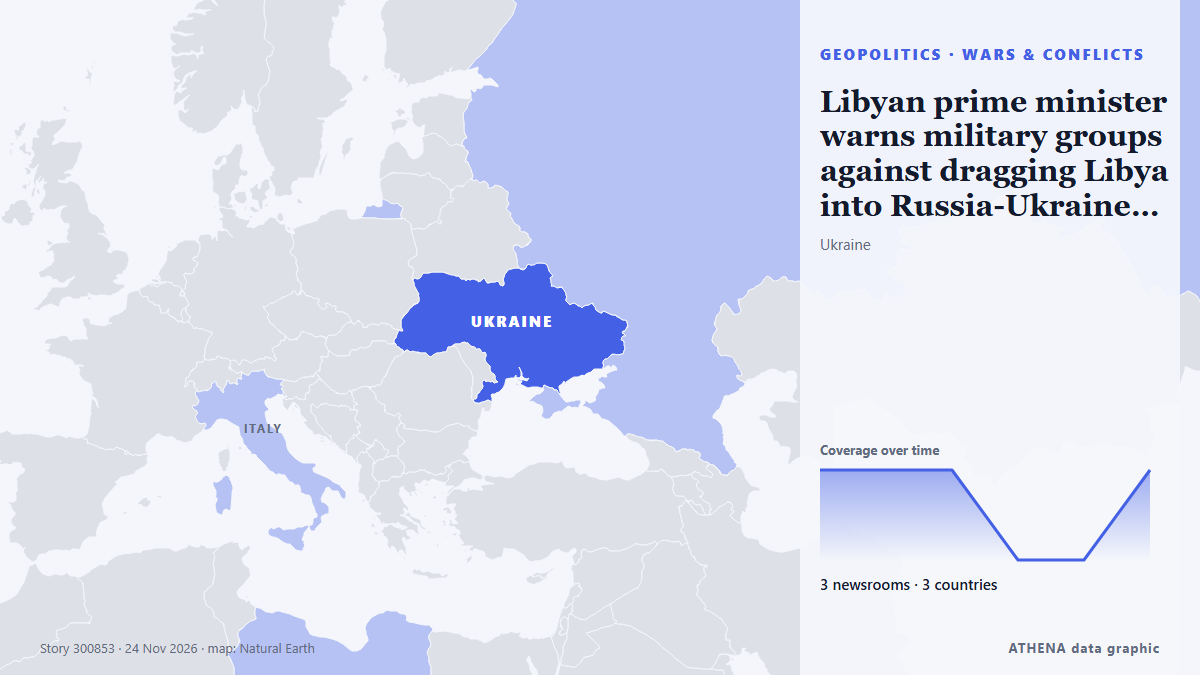 GEOPOLITICS · WARS & CONFLICTS
Libyan prime minister
warns military groups
against dragging Libya
into Russia-Ukraine...
Ukraine
UKRAINE
ITALY
Coverage over time
3 newsrooms · 3 countries
Story 300853 · 24 Nov 2026 · map: Natural Earth
ATHENA data graphic